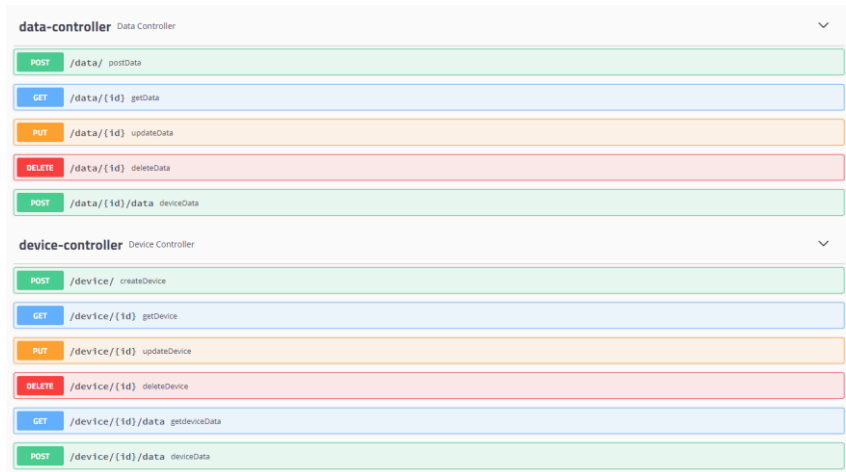 data-controller Data Controller
POST /data/ postData
GET /data/{id} getData
PUT /data/{id} updateData
DELETE /data/{id} deleteData
POST /data/{id}/data deviceData
device-controller Device Controller
POST /device/ createDevice
GET /device/{id} getDevice
PUT /device/{id} updateDevice
DELETE /device/{id} deleteDevice
GET /device/{id}/data getdeviceData
POST /device/{id}/data deviceData